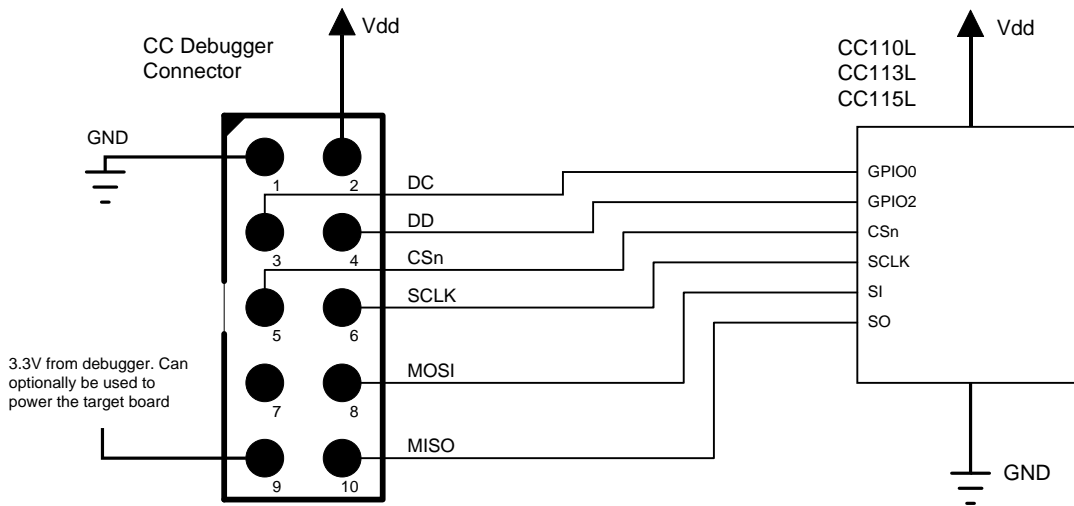 Vdd
CC Debugger
Connector
GND
1
2
DC
3
4
DD
CSn
5
6
SCLK
7
8
MOSI
9
10
MISO
3.3V from debugger. Can
optionally be used to
power the target board
Vdd
CC110L
CC113L
CC115L
GPIO0
GPIO2
CSn
SCLK
SI
SO
GND